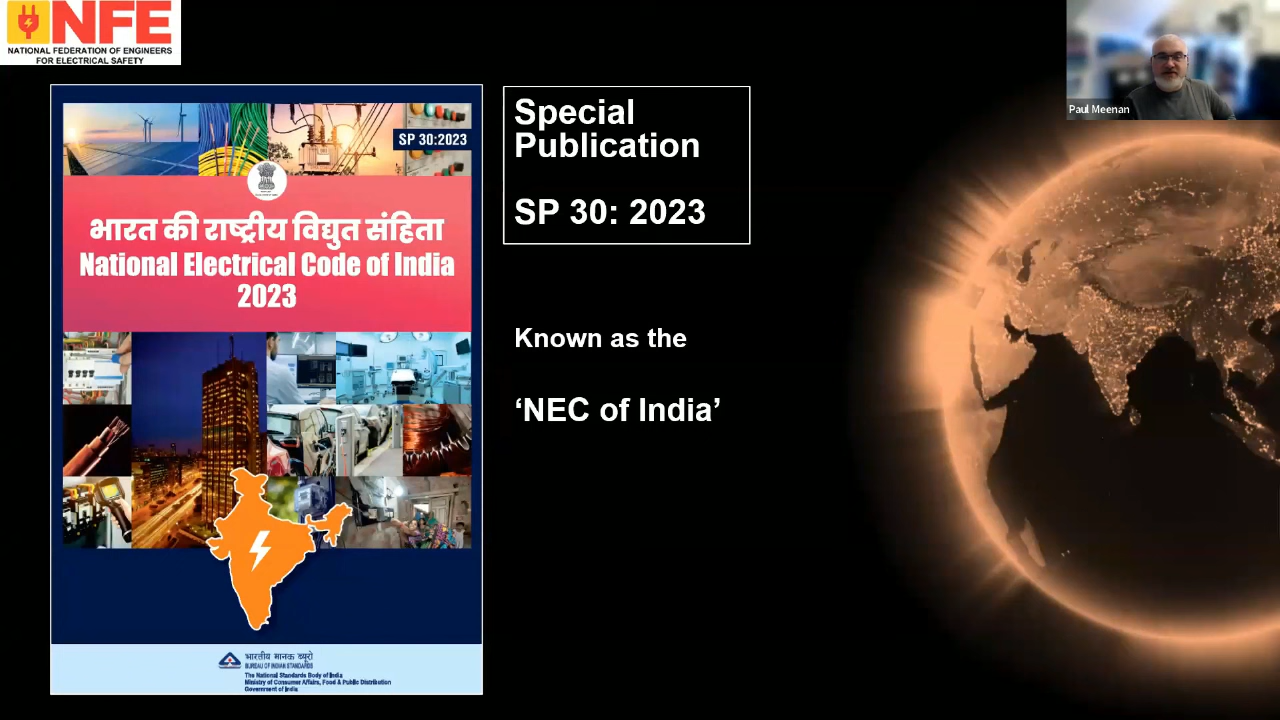 NFE
NATIONAL FEDERATION OF ENGINEERS
FOR ELECTRICAL SAFETY
Paul Meenan
SP 30:2023
भारत की राष्ट्रीय विद्युत संहिता
National Electrical Code of India
2023
भारतीय मानक ब्यूरो
BUREAU OF INDIAN STANDARDS
The National Standards Body of India
Ministry of Consumer Affairs, Food & Public Distribution
Government of India
Special
Publication
SP 30: 2023
Known as the
‘NEC of India’